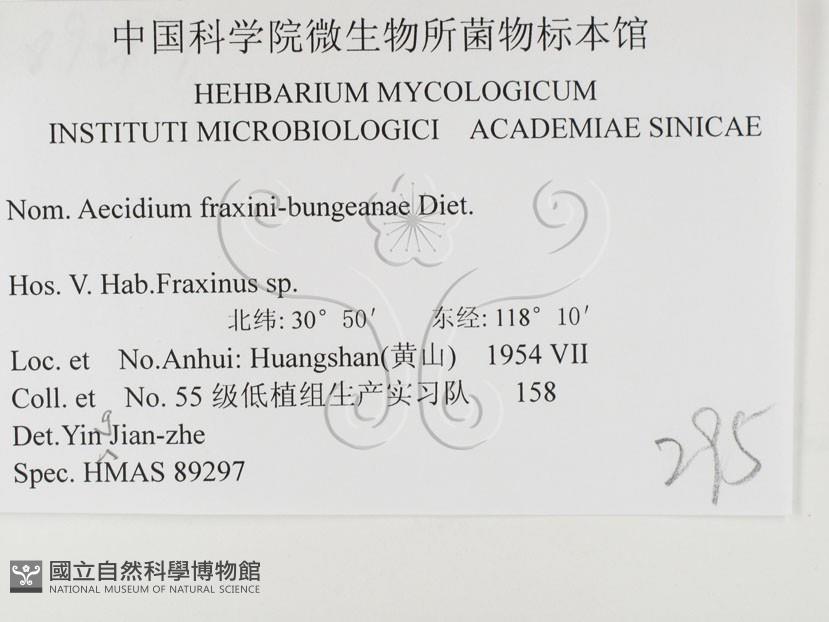 中国科学院微生物所菌物标本馆
HEHBARIUM MYCOLOGICUM
INSTITUTI MICROBIOLOGICI ACADEMIAE SINICAE
Nom. Aecidium fraxini-bungeanae Diet.
Hos. V. Hab.Fraxinus sp.
北纬: 30° 50′ 东经: 118° 10′
Loc. et No.Anhui: Huangshan(黄山) 1954 VII
Coll. et No. 55 级低植组生产实习队 158
g
Det.Yin Jian-zhe
Spec. HMAS 89297
295
國立自然科學博物館
NATIONAL MUSEUM OF NATURAL SCIENCE